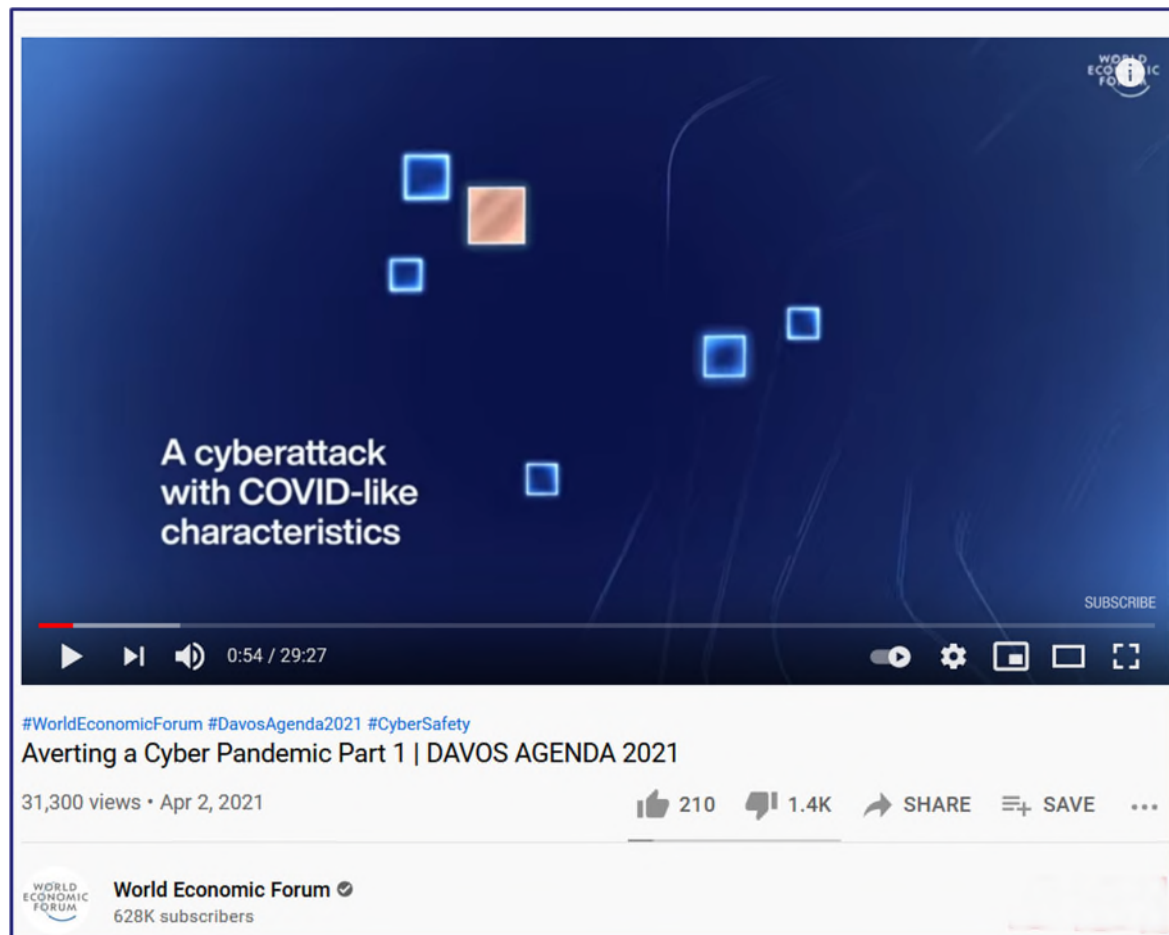 WORLD
ECONOMIC
FORUM
A cyberattack
with COVID-like
characteristics
SUBSCRIBE
0:54 / 29:27
#WorldEconomicForum #DavosAgenda2021 #CyberSafety
Averting a Cyber Pandemic Part 1 | DAVOS AGENDA 2021
31,300 views • Apr 2, 2021 210 1.4K SHARE SAVE
WORLD
ECONOMIC
FORUM
World Economic Forum
628K subscribers